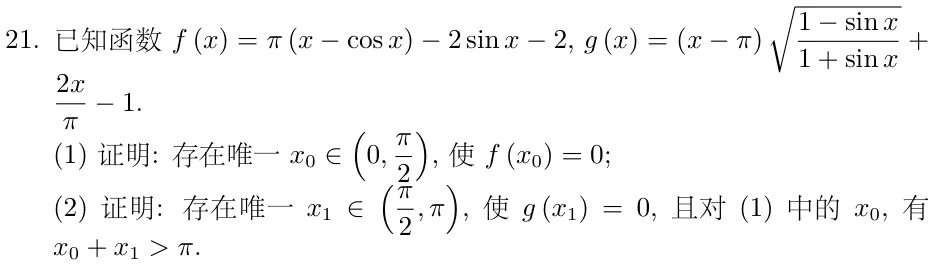 21. 已知函数 f (x) = π (x − cos x) − 2 sin x − 2, g (x) = (x − π) √((1 − sin x)/(1 + sin x)) +
2x/π − 1.
(1) 证明: 存在唯一 x₀ ∈ (0, π/2), 使 f (x₀) = 0;
(2) 证明: 存在唯一 x₁ ∈ (π/2, π), 使 g (x₁) = 0, 且对 (1) 中的 x₀, 有
x₀ + x₁ > π.